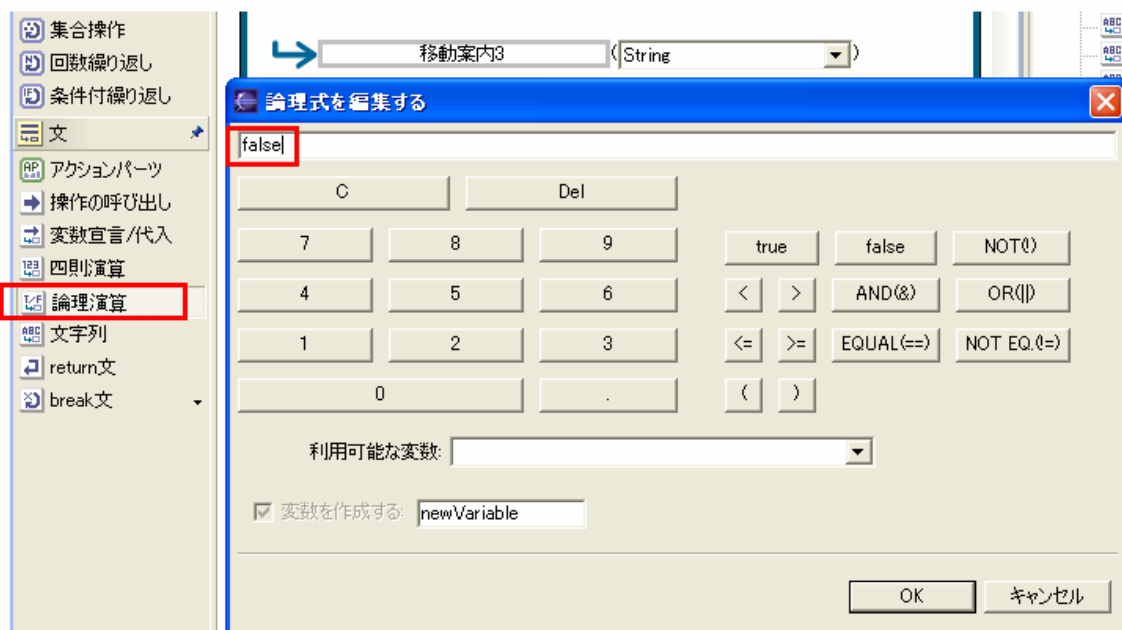 集合操作
回数繰り返し
条件付繰り返し
文
アクションパーツ
操作の呼び出し
変数宣言/代入
四則演算
論理演算
文字列
return文
break文
移動案内3 (String )
論理式を編集する
false
C Del
7 8 9 true false NOT(!)
4 5 6 < > AND(&) OR(||)
1 2 3 <= >= EQUAL(==) NOT EQ.(!=)
0 . ( )
利用可能な変数:
変数を作成する: newVariable
OK キャンセル